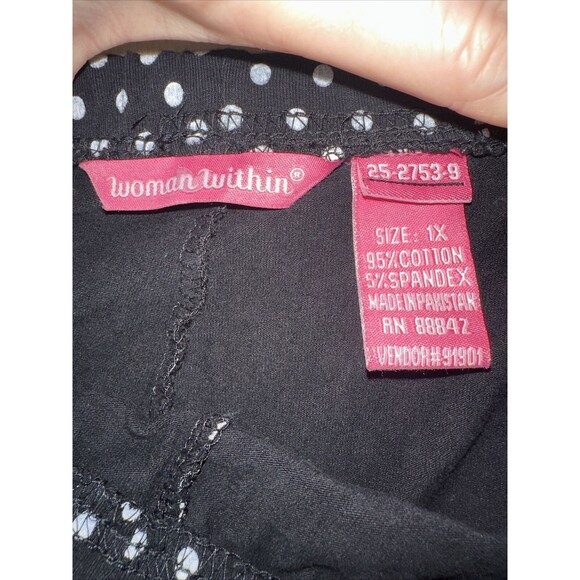 woman within®
25-2753-9
SIZE: 1X
95%COTTON
5%SPANDEX
MADEINPAKISTAN
RN 88842
VENDOR#91901